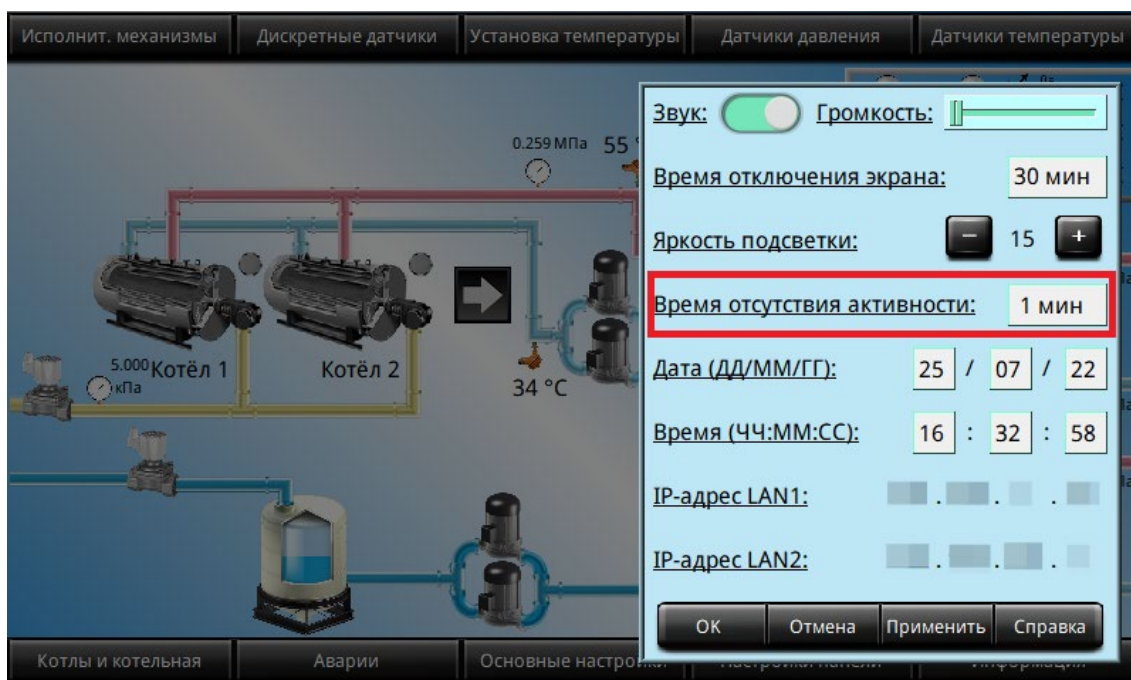 Исполнит. механизмы
Дискретные датчики
Установка температуры
Датчики давления
Датчики температуры
Звук:
Громкость:
0.259 МПа
55
Время отключения экрана:
30 мин
Яркость подсветки:
−
15
+
Время отсутствия активности:
1 мин
5.000
кПа
Котёл 1
Котёл 2
34 °C
Дата (ДД/ММ/ГГ):
25 / 07 / 22
Время (ЧЧ:ММ:СС):
16 : 32 : 58
IP-адрес LAN1:
IP-адрес LAN2:
OK
Отмена
Применить
Справка
Котлы и котельная
Аварии
Основные настройки